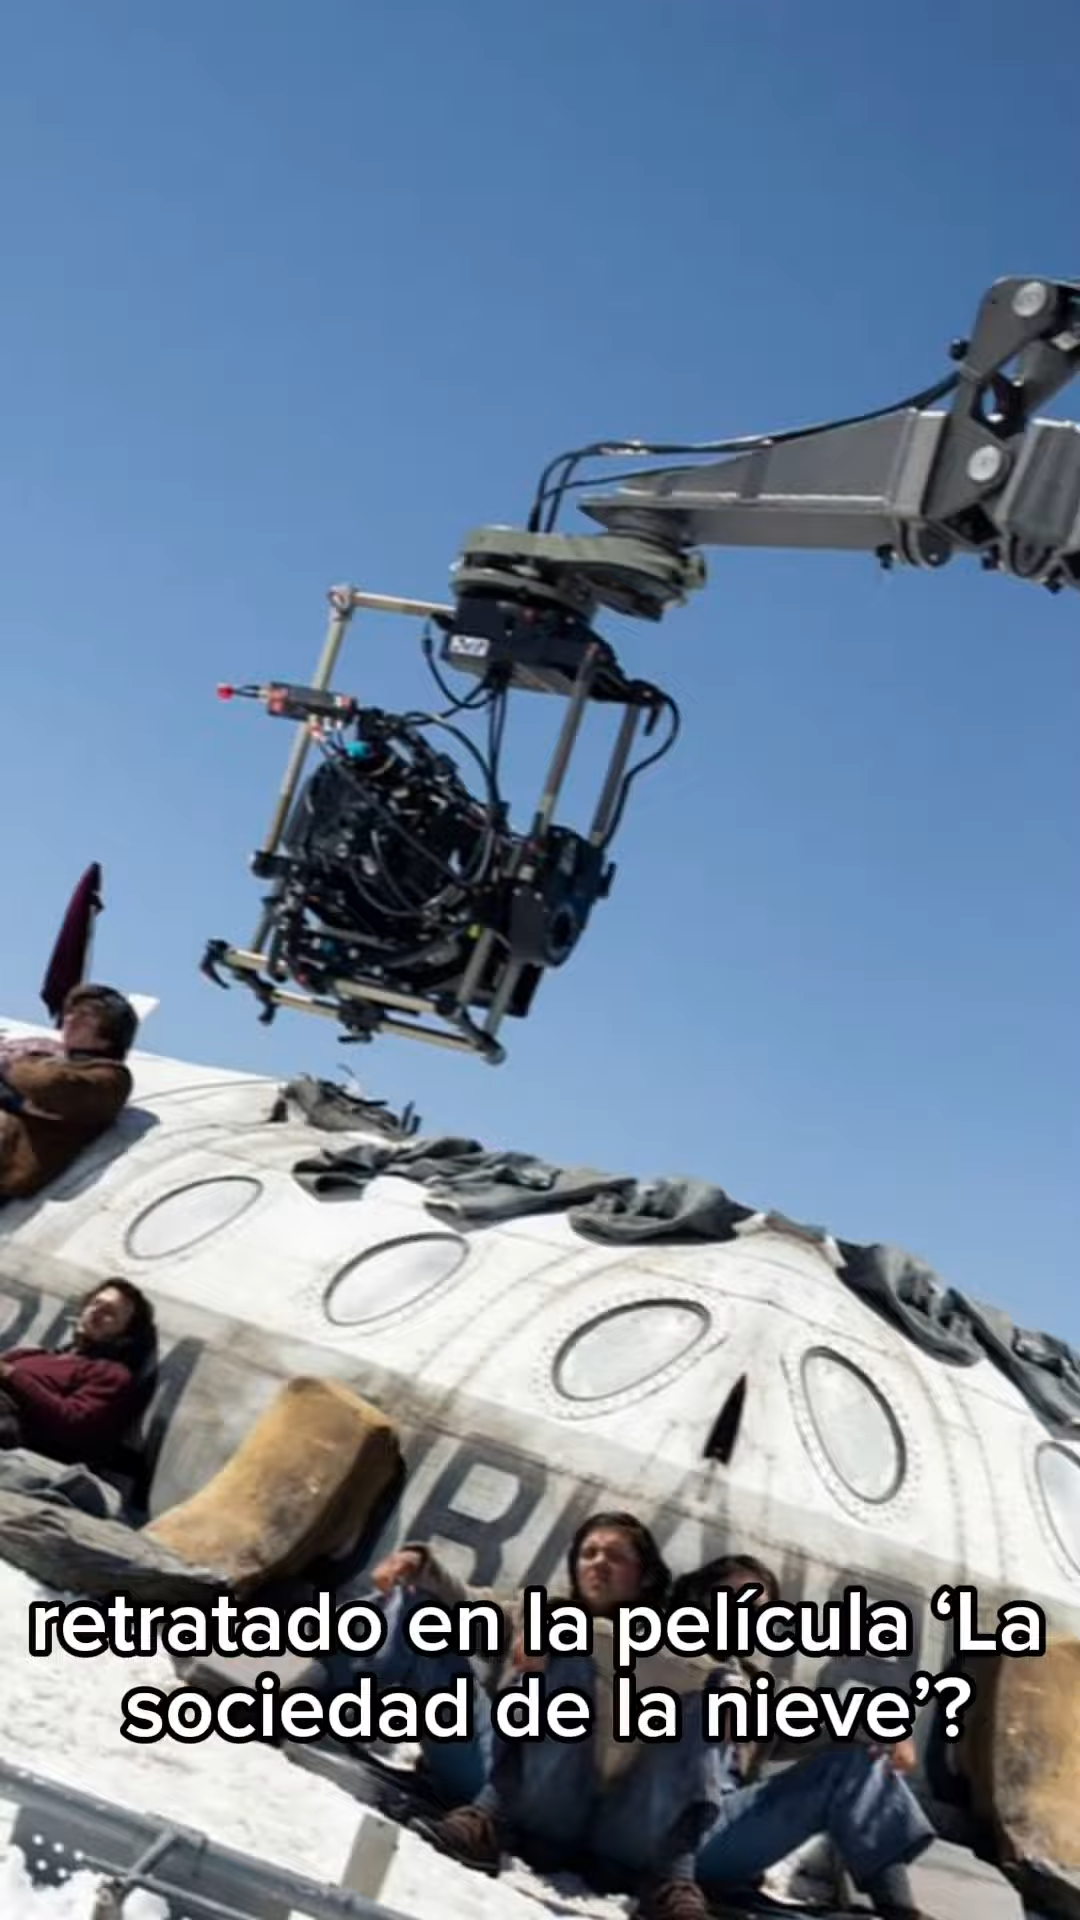 retratado en la película ‘La
sociedad de la nieve’?